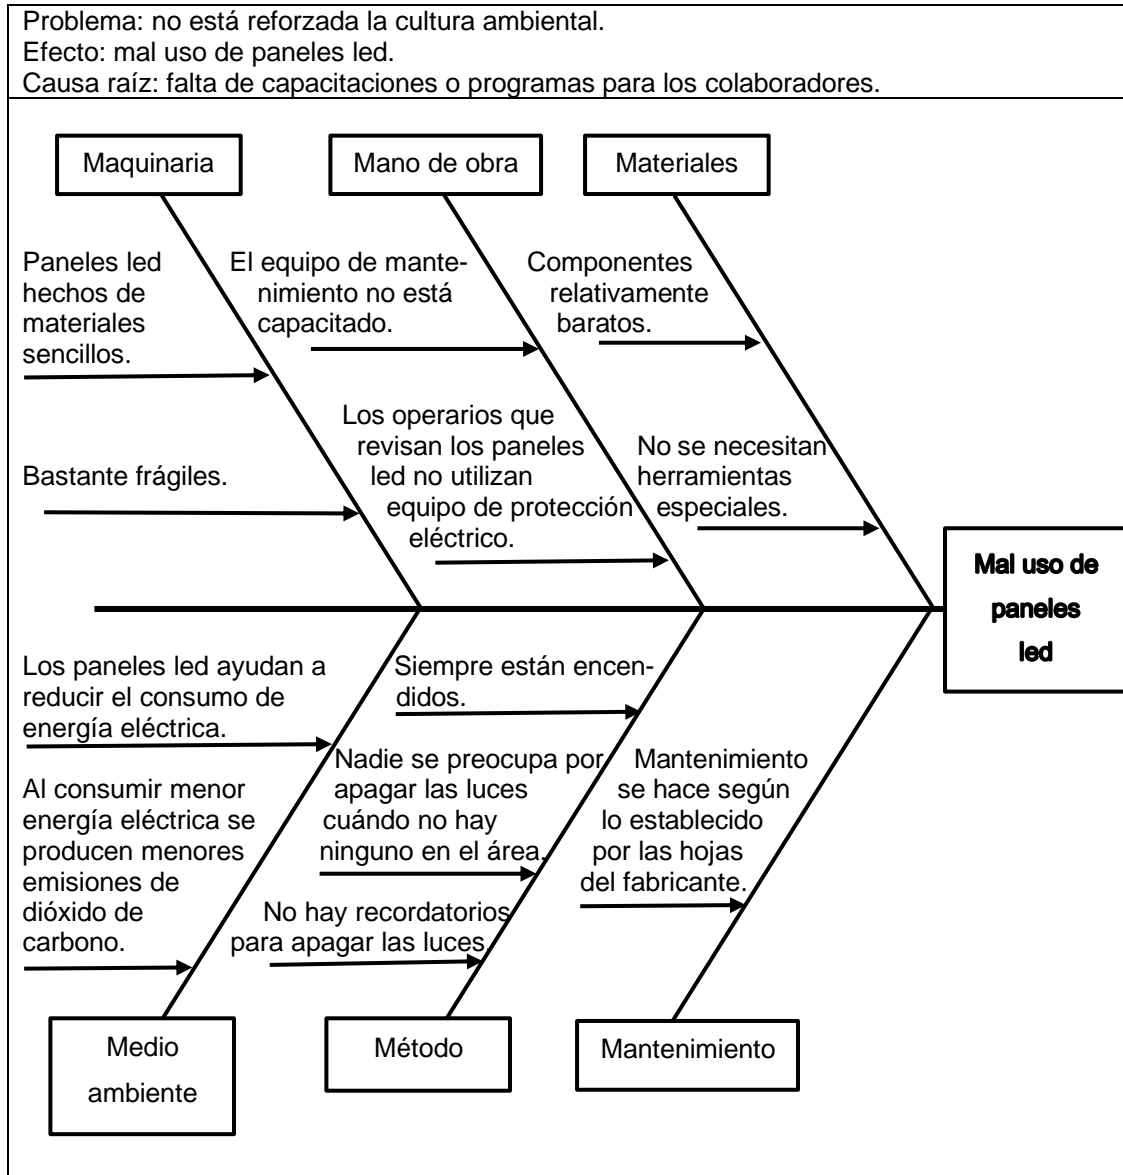 Problema: no está reforzada la cultura ambiental.
Efecto: mal uso de paneles led.
Causa raíz: falta de capacitaciones o programas para los colaboradores.
Maquinaria
Mano de obra
Materiales
Paneles led
hechos de
materiales
sencillos.
Bastante frágiles.
El equipo de mante-
nimiento no está
capacitado.
Los operarios que
revisan los paneles
led no utilizan
equipo de protección
eléctrico.
Componentes
relativamente
baratos.
No se necesitan
herramientas
especiales.
Mal uso de
paneles
led
Los paneles led ayudan a
reducir el consumo de
energía eléctrica.
Al consumir menor
energía eléctrica se
producen menores
emisiones de
dióxido de
carbono.
Siempre están encen-
didos.
Nadie se preocupa por
apagar las luces
cuándo no hay
ninguno en el área.
No hay recordatorios
para apagar las luces.
Mantenimiento
se hace según
lo establecido
por las hojas
del fabricante.
Medio
ambiente
Método
Mantenimiento